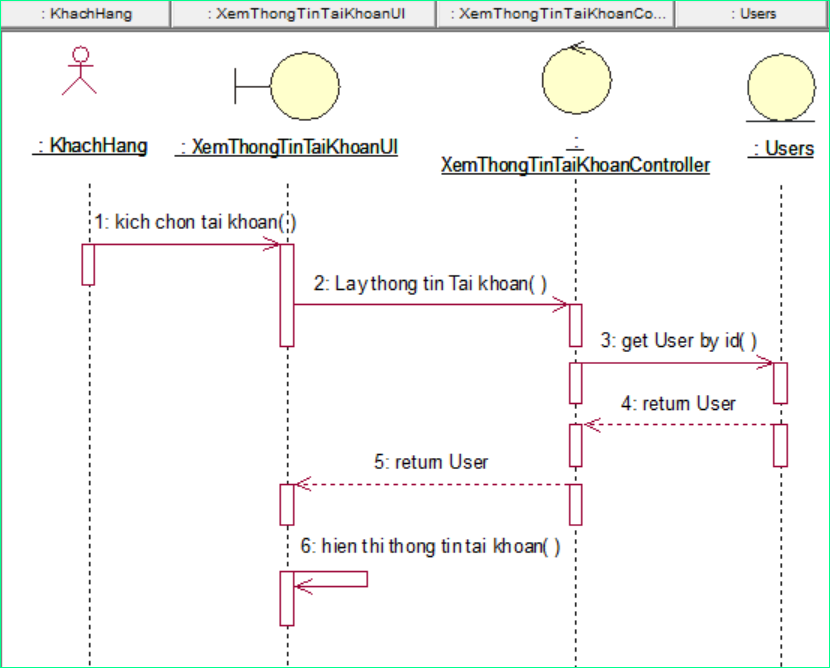 : KhachHang
: XemThongTinTaiKhoanUI
: XemThongTinTaiKhoanCo...
: Users
: KhachHang
: XemThongTinTaiKhoanUI
:
XemThongTinTaiKhoanController
: Users
1: kich chon tai khoan( )
2: Lay thong tin Tai khoan( )
3: get User by id( )
4: return User
5: return User
6: hien thi thong tin tai khoan( )